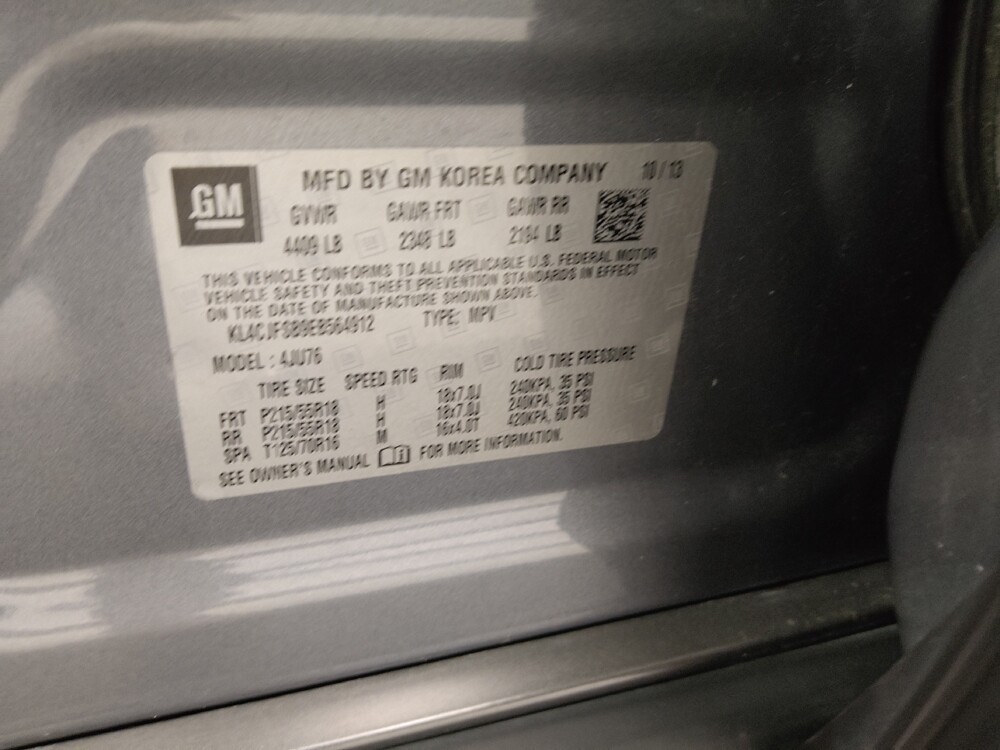 GM
MFD BY GM KOREA COMPANY 10/13
GVWR GAWR FRT GAWR RR
4409 LB 2348 LB 2194 LB
THIS VEHICLE CONFORMS TO ALL APPLICABLE U.S. FEDERAL MOTOR
VEHICLE SAFETY AND THEFT PREVENTION STANDARDS IN EFFECT
ON THE DATE OF MANUFACTURE SHOWN ABOVE.
KL4CJFSB9EB564912 TYPE: MPV
MODEL : 4JU76
TIRE SIZE SPEED RTG RIM COLD TIRE PRESSURE
FRT P215/55R18 H 18x7.0J 240KPA, 35 PSI
RR P215/55R18 H 18x7.0J 240KPA, 35 PSI
SPA T125/70R16 M 16x4.0T 420KPA, 60 PSI
SEE OWNER'S MANUAL FOR MORE INFORMATION.